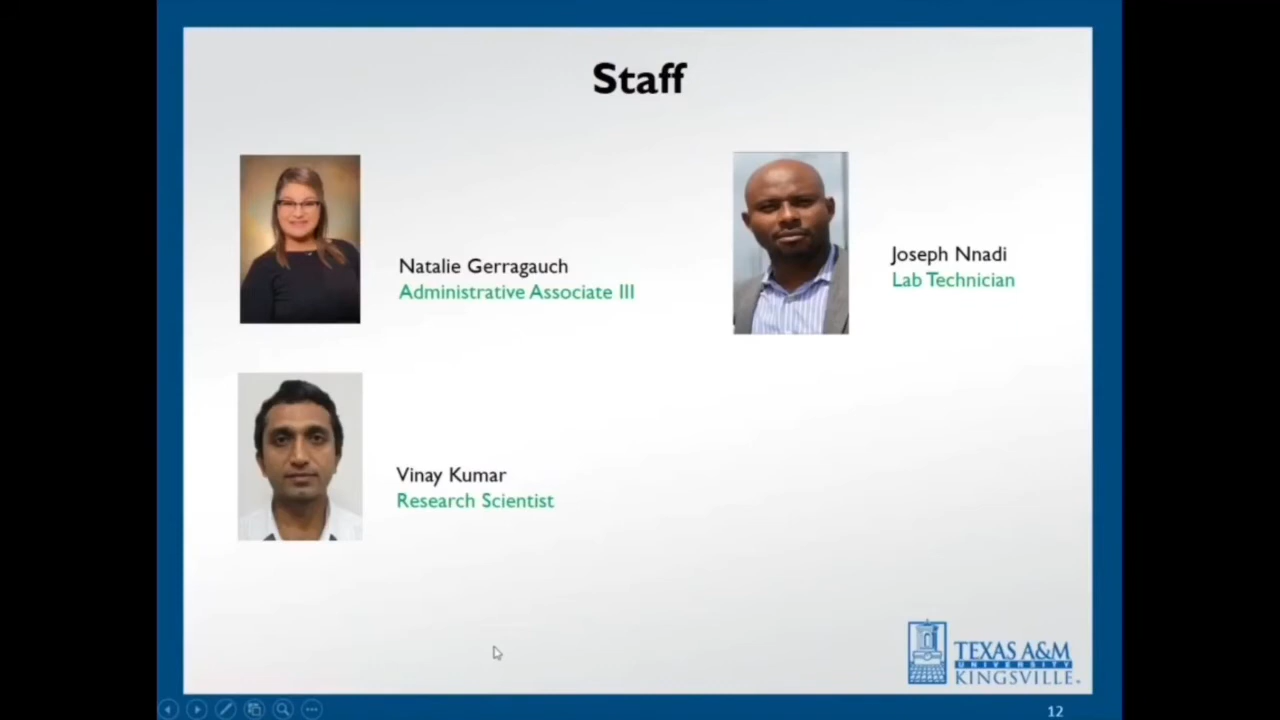 Staff
Natalie Gerragauch
Administrative Associate III
Joseph Nnadi
Lab Technician
Vinay Kumar
Research Scientist
TEXAS A&M
UNIVERSITY
KINGSVILLE
12